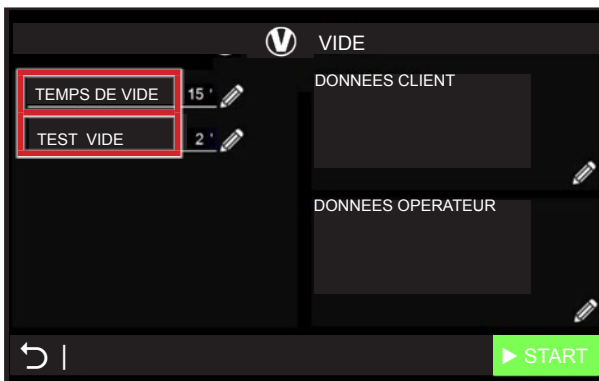 V VIDE
TEMPS DE VIDE 15 '
TEST VIDE 2 '
DONNEES CLIENT
DONNEES OPERATEUR
START